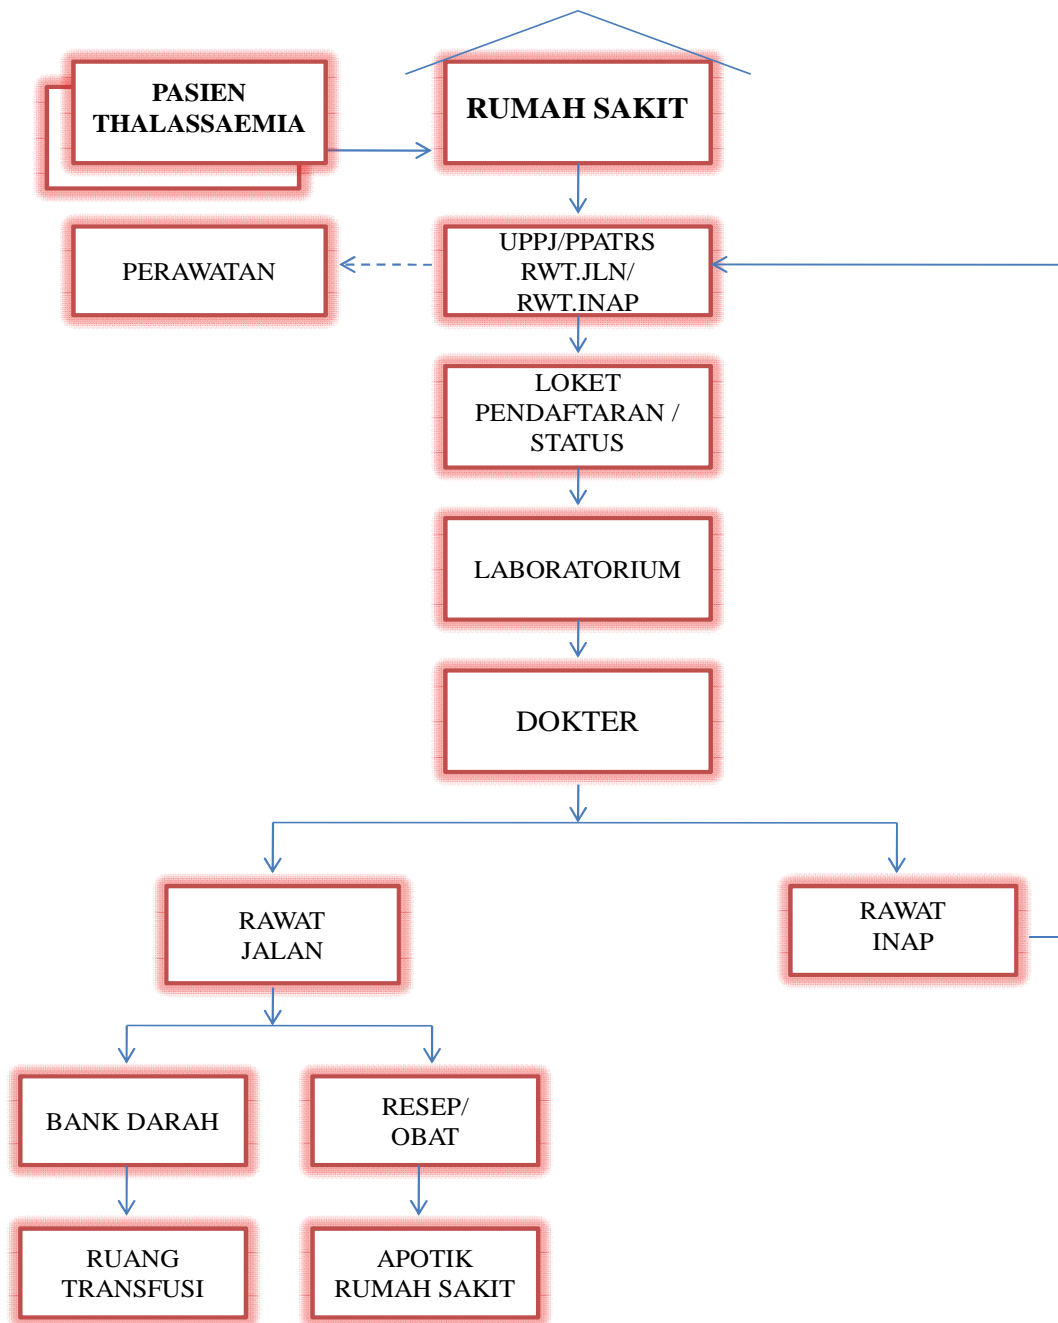 PASIEN
THALASSAEMIA
RUMAH SAKIT
PERAWATAN
UPPJ/PPATRS
RWT.JLN/
RWT.INAP
LOKET
PENDAFTARAN /
STATUS
LABORATORIUM
DOKTER
RAWAT
JALAN
RAWAT
INAP
BANK DARAH
RESEP/
OBAT
RUANG
TRANSFUSI
APOTIK
RUMAH SAKIT